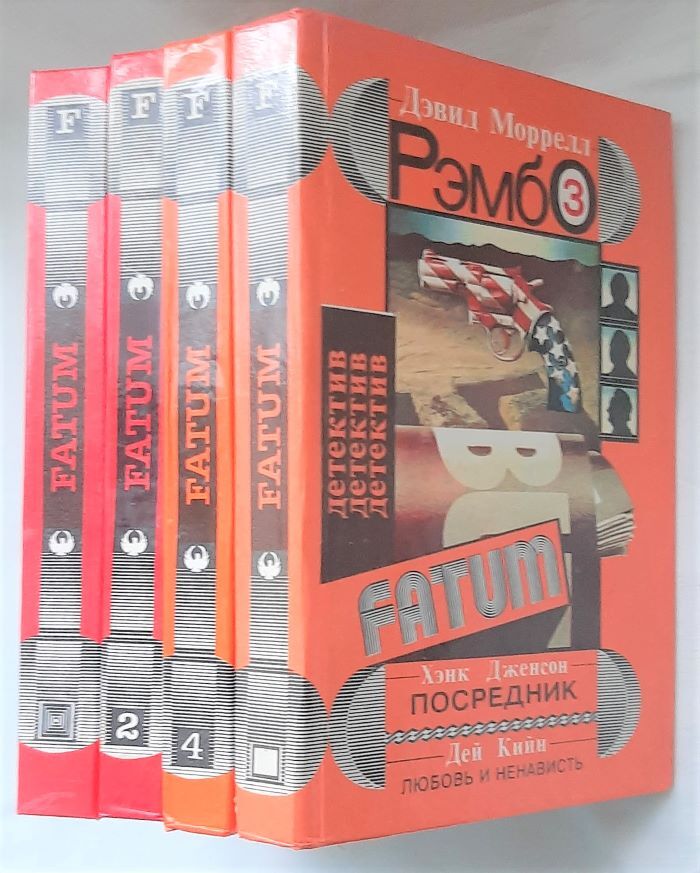 F
FATUM
F
FATUM
2
F
FATUM
4
F
FATUM
Дэвид Моррелл
Рэмбо
3
детектив
детектив
детектив
FATUM
Хэнк Дженсон
ПОСРЕДНИК
Дей Кийн
ЛЮБОВЬ И НЕНАВИСТЬ